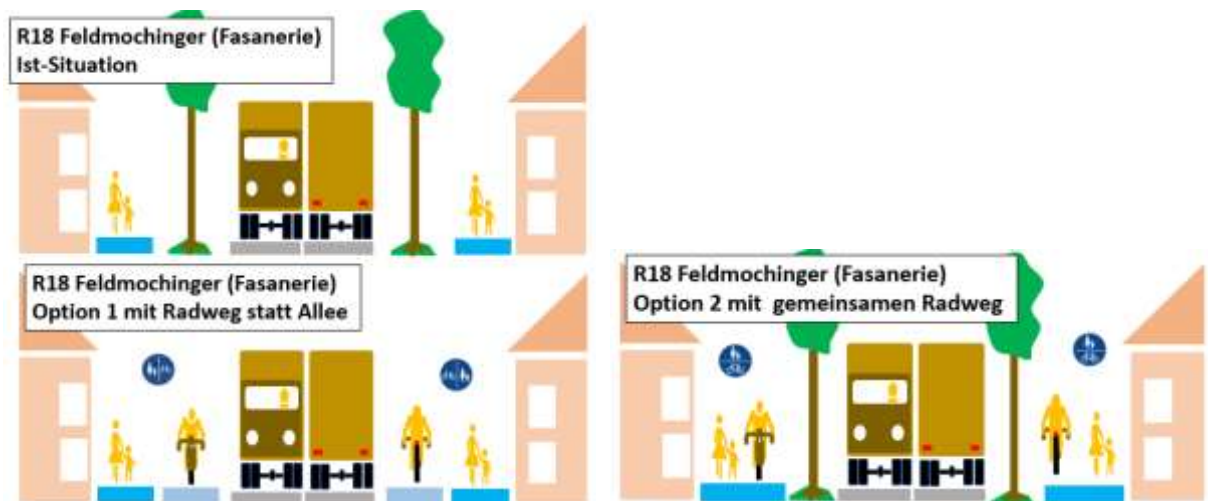 R18 Feldmochinger (Fasanerie)
Ist-Situation
R18 Feldmochinger (Fasanerie)
Option 1 mit Radweg statt Allee
R18 Feldmochinger (Fasanerie)
Option 2 mit gemeinsamen Radweg